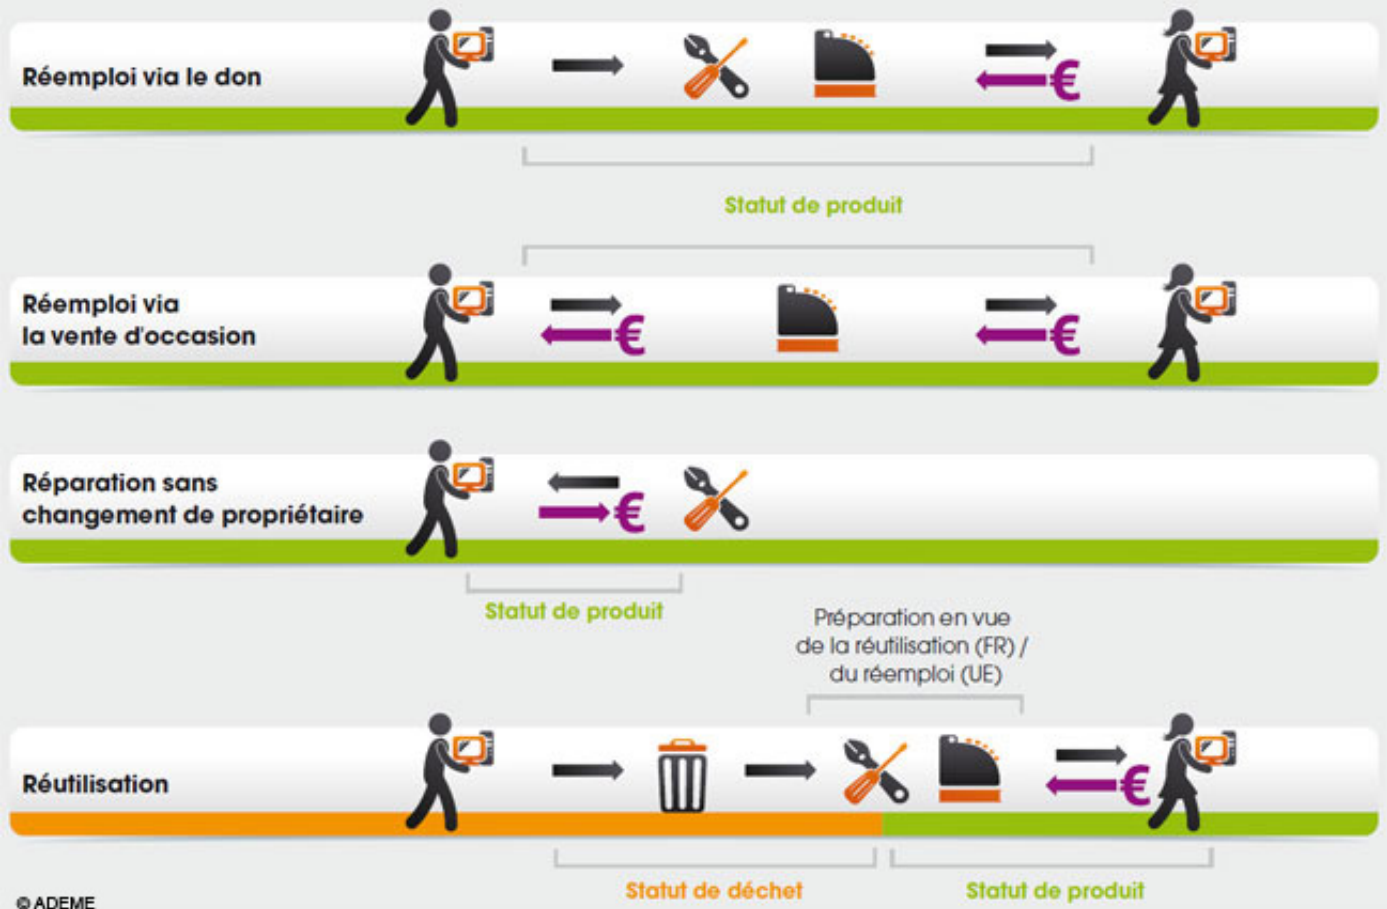 Réemploi via le don
€
Statut de produit
Réemploi via
la vente d'occasion
€
€
Réparation sans
changement de propriétaire
€
Statut de produit
Préparation en vue
de la réutilisation (FR) /
du réemploi (UE)
Réutilisation
€
Statut de déchet
Statut de produit
© ADEME